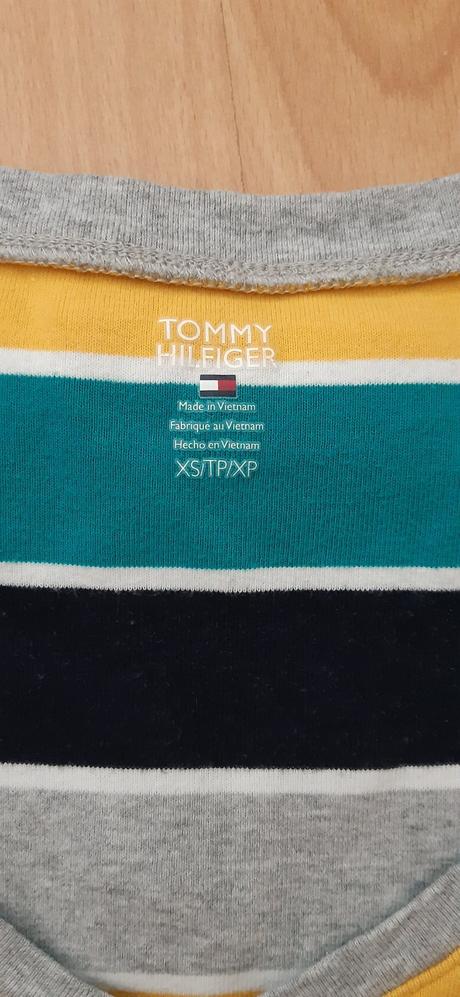 TOMMY
HILFIGER
Made in Vietnam
Fabriqué au Vietnam
Hecho en Vietnam
XS/TP/XP